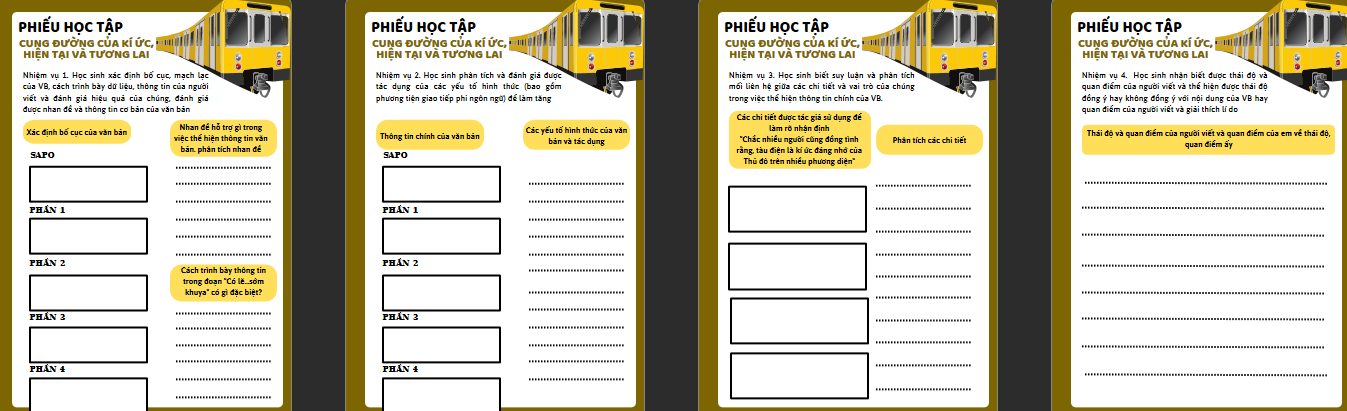 PHIẾU HỌC TẬP
CUNG ĐƯỜNG CỦA KÍ ỨC,
HIỆN TẠI VÀ TƯƠNG LAI
Nhiệm vụ 1. Học sinh xác định bố cục, mạch lạc
của VB, cách trình bày dữ liệu, thông tin của người
viết và đánh giá hiệu quả của chúng, đánh giá
được nhan đề và thông tin cơ bản của văn bản
Xác định bố cục của văn bản
Nhan đề hỗ trợ gì trong
việc thể hiện thông tin văn
bản, phân tích nhan đề
SAPO
PHẦN 1
PHẦN 2
Cách trình bày thông tin
trong đoạn "Có lẽ...sớm
khuya" có gì đặc biệt?
PHẦN 3
PHẦN 4
PHIẾU HỌC TẬP
CUNG ĐƯỜNG CỦA KÍ ỨC,
HIỆN TẠI VÀ TƯƠNG LAI
Nhiệm vụ 2. Học sinh phân tích và đánh giá được
tác dụng của các yếu tố hình thức (bao gồm
phương tiện giao tiếp phi ngôn ngữ) để làm tăng
Thông tin chính của văn bản
Các yếu tố hình thức của văn
bản và tác dụng
SAPO
PHẦN 1
PHẦN 2
PHẦN 3
PHẦN 4
PHIẾU HỌC TẬP
CUNG ĐƯỜNG CỦA KÍ ỨC,
HIỆN TẠI VÀ TƯƠNG LAI
Nhiệm vụ 3. Học sinh biết suy luận và phân tích
mối liên hệ giữa các chi tiết và vai trò của chúng
trong việc thể hiện thông tin chính của VB.
Các chi tiết được tác giả sử dụng để
làm rõ nhận định
"Chắc nhiều người cũng đồng tình
rằng, tàu điện là kí ức đáng nhớ của
Thủ đô trên nhiều phương diện"
Phân tích các chi tiết
PHIẾU HỌC TẬP
CUNG ĐƯỜNG CỦA KÍ ỨC,
HIỆN TẠI VÀ TƯƠNG LAI
Nhiệm vụ 4. Học sinh nhận biết được thái độ và
quan điểm của người viết và thể hiện được thái độ
đồng ý hay không đồng ý với nội dung của VB hay
quan điểm của người viết và giải thích lí do
Thái độ và quan điểm của người viết và quan điểm của em về thái độ,
quan điểm ấy